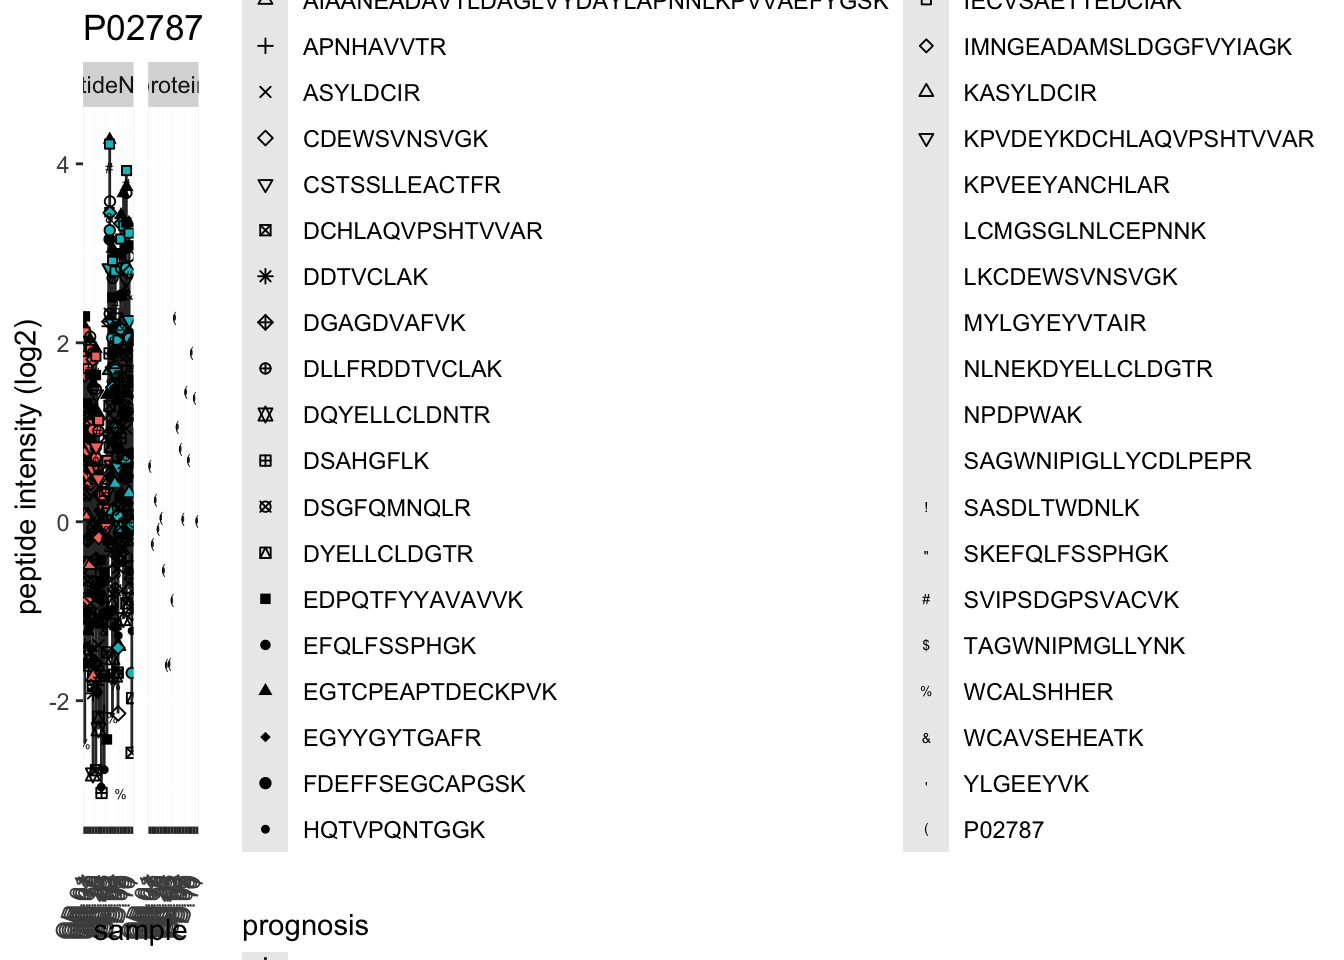 P02787
tideN
protein
4
2
0
-2
peptide intensity (log2)
sample
AIAANEADAVTLDAGLVYDAYLAPNNLKPVVAEFYGSK
APNHAVVTR
ASYLDCIR
CDEWSVNSVGK
CSTSSLLEACTFR
DCHLAQVPSHTVVAR
DDTVCLAK
DGAGDVAFVK
DLLFRDDTVCLAK
DQYELLCLDNTR
DSAHGFLK
DSGFQMNQLR
DYELLCLDGTR
EDPQTFYYAVAVVK
EFQLFSSPHGK
EGTCPEAPTDECKPVK
EGYYGYTGAFR
FDEFFSEGCAPGSK
HQTVPQNTGGK
IECVSAETTEDCIAK
IMNGEADAMSLDGGFVYIAGK
KASYLDCIR
KPVDEYKDCHLAQVPSHTVVAR
KPVEEYANCHLAR
LCMGSGLNLCEPNNK
LKCDEWSVNSVGK
MYLGYEYVTAIR
NLNEKDYELLCLDGTR
NPDPWAK
SAGWNIPIGLLYCDLPEPR
! SASDLTWDNLK
" SKEFQLFSSPHGK
# SVIPSDGPSVACVK
$ TAGWNIPMGLLYNK
% WCALSHHER
& WCAVSEHEATK
' YLGEEYVK
( P02787
prognosis